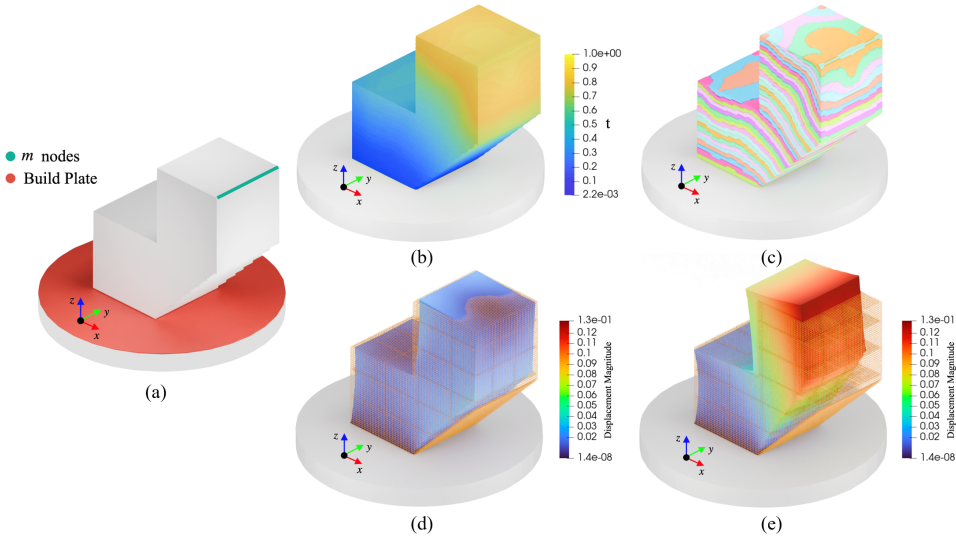 m nodes
Build Plate
z
y
x
(a)
1.0e+00
0.9
0.8
0.7
0.6
0.5
0.4
0.3
0.2
0.1
2.2e-03
t
z
y
x
(b)
z
y
x
(c)
1.3e-01
0.12
0.11
0.1
0.09
0.08
0.07
0.06
0.05
0.04
0.03
0.02
1.4e-08
Displacement Magnitude
z
y
x
(d)
1.3e-01
0.12
0.11
0.1
0.09
0.08
0.07
0.06
0.05
0.04
0.03
0.02
1.4e-08
Displacement Magnitude
z
y
x
(e)